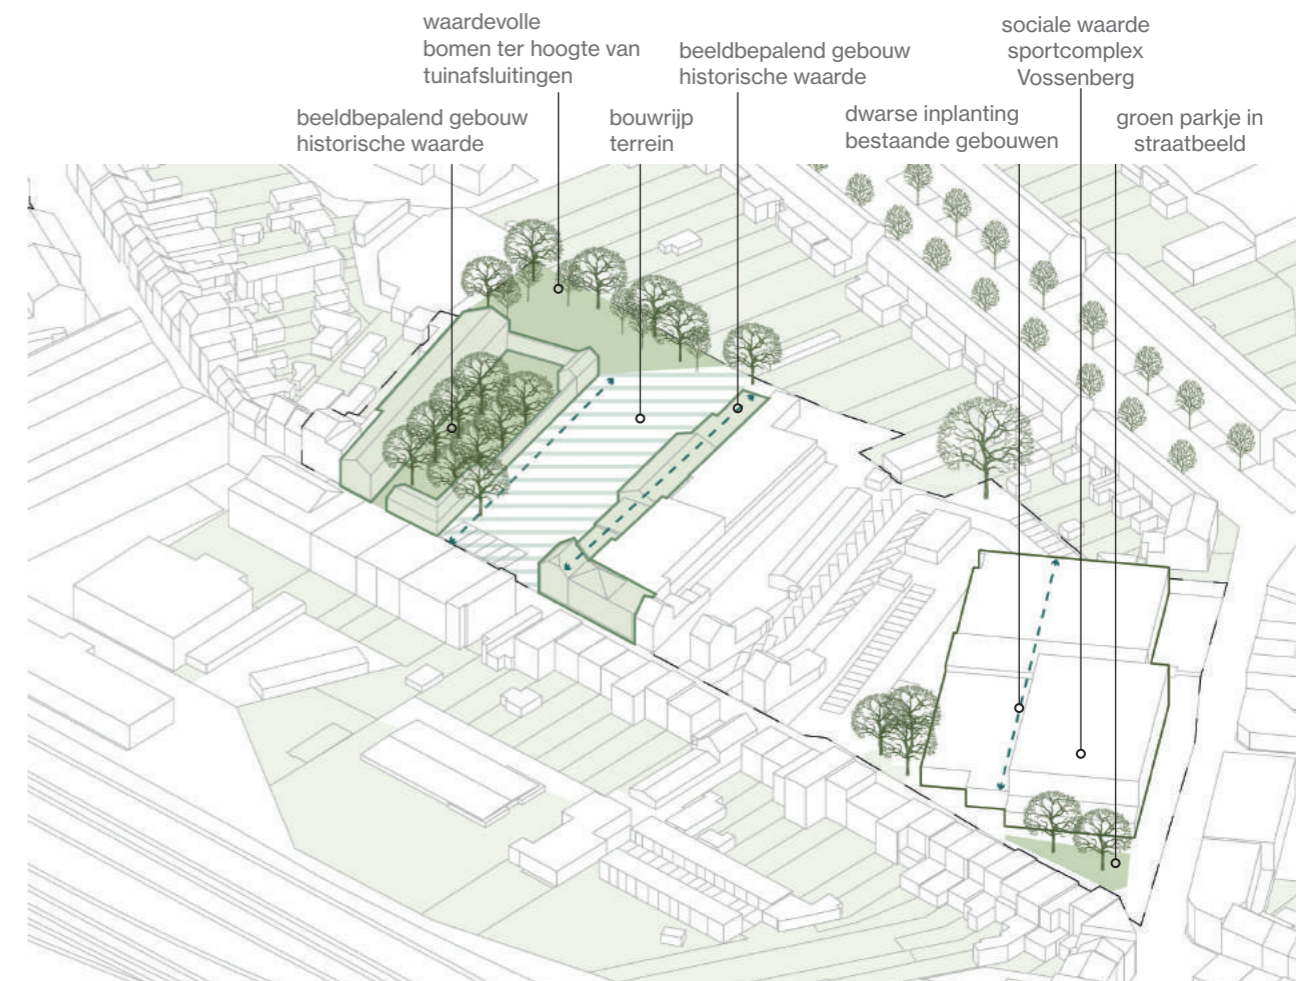 waardevolle
bomen ter hoogte van
tuinafsluitingen
beeldbepalend gebouw
historische waarde
sociale waarde
sportcomplex
Vossenberg
beeldbepalend gebouw
historische waarde
bouwrijp
terrein
dwarse inplanting
bestaande gebouwen
groen parkje in
straatbeeld